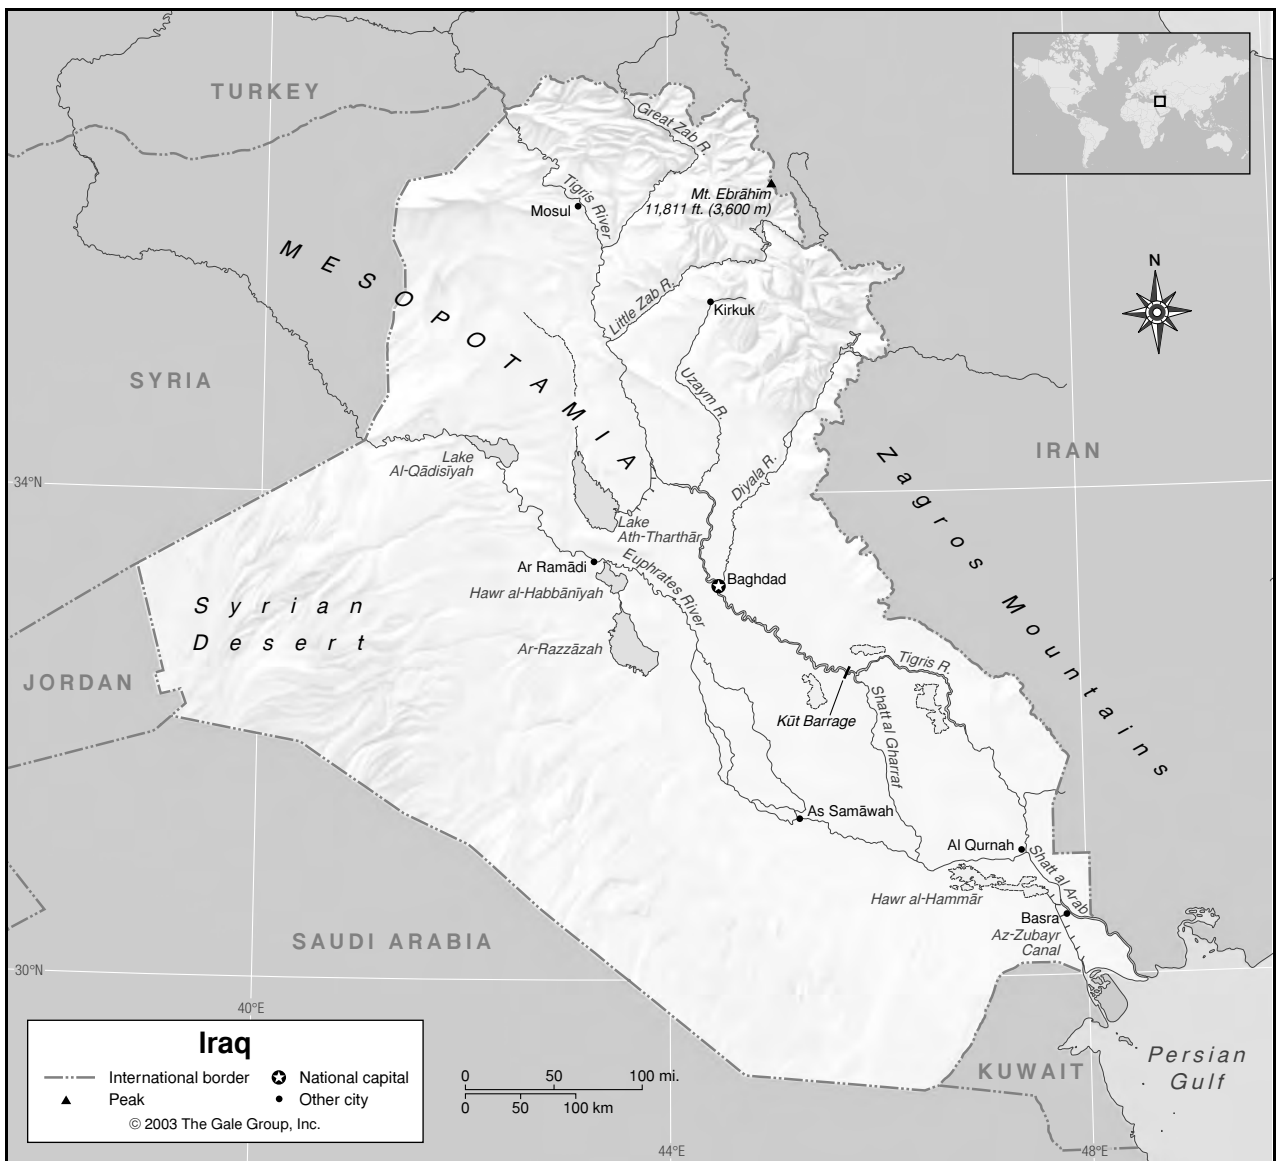 TURKEY
Great Zab R.
Tigris River
Mt. Ebrāhīm
11,811 ft. (3,600 m)
Mosul
N
MESOPOTAMIA
Little Zab R.
Kirkuk
SYRIA
Uzaym R.
IRAN
Lake
Al-Qādisīyah
Diyala R.
Zagros Mountains
34°N
Lake
Ath-Tharthār
Ar Ramādi
Euphrates River
Baghdad
Hawr al-Habbānīyah
Syrian
Desert
Ar-Razzāzah
Tigris R.
JORDAN
Kūt Barrage
Shatt al Gharraf
As Samāwah
Al Qurnah
Shatt al Arab
Hawr al-Hammār
Basra
Az-Zubayr
Canal
SAUDI ARABIA
30°N
40°E
Persian
Gulf
KUWAIT
Iraq
International border
National capital
Peak
Other city
© 2003 The Gale Group, Inc.
0 50 100 mi.
0 50 100 km
44°E
48°E